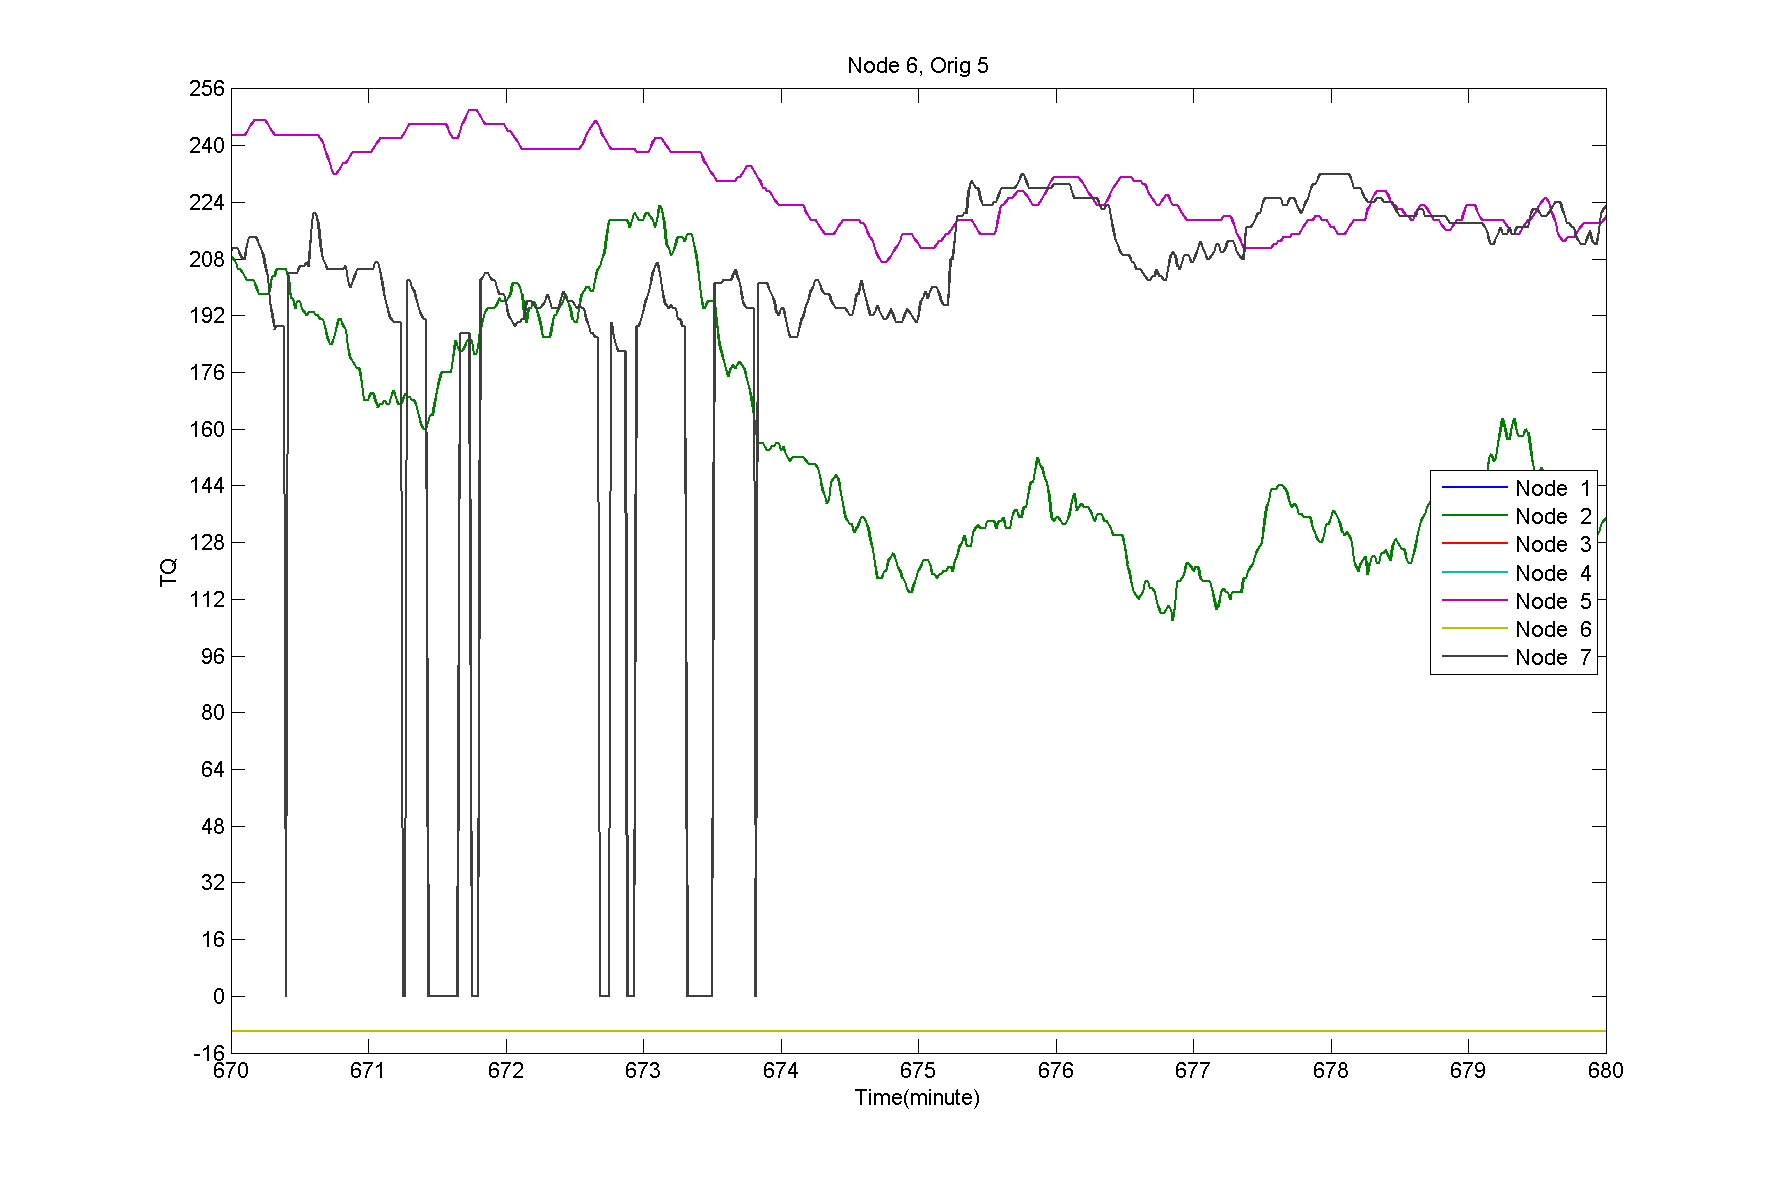 Node 6, Orig 5
256
240
224
208
192
176
160
144
128
112
96
80
64
48
32
16
0
-16
TQ
Node 1
Node 2
Node 3
Node 4
Node 5
Node 6
Node 7
670 671 672 673 674 675 676 677 678 679 680
Time(minute)